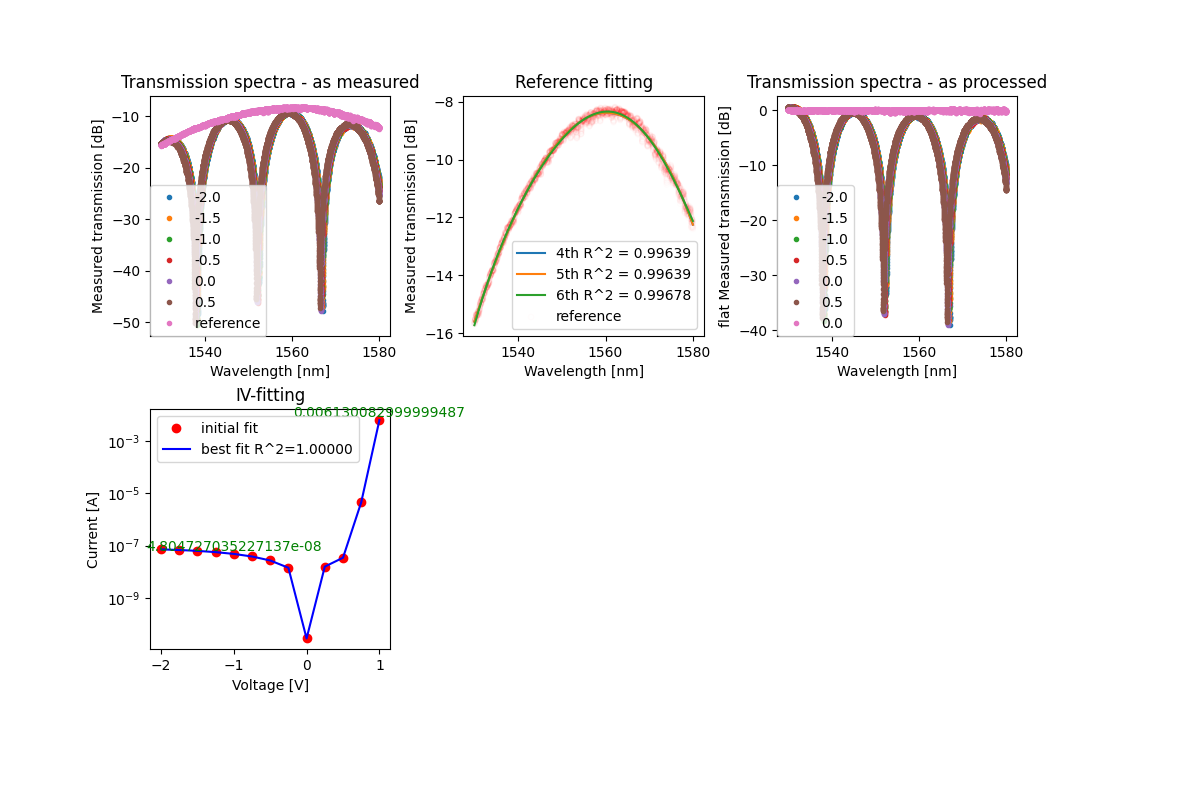 Transmission spectra - as measured
Measured transmission [dB]
−10
−20
−30
−40
−50
-2.0
-1.5
-1.0
-0.5
0.0
0.5
reference
1540
1560
1580
Wavelength [nm]
Reference fitting
Measured transmission [dB]
−8
−10
−12
−14
−16
4th R^2 = 0.99639
5th R^2 = 0.99639
6th R^2 = 0.99678
reference
1540
1560
1580
Wavelength [nm]
Transmission spectra - as processed
flat Measured transmission [dB]
0
−10
−20
−30
−40
-2.0
-1.5
-1.0
-0.5
0.0
0.5
0.0
1540
1560
1580
Wavelength [nm]
IV-fitting
0.006130082999999487
initial fit
best fit R^2=1.00000
Current [A]
10−3
10−5
10−7
10−9
4.804727035227137e-08
−2
−1
0
1
Voltage [V]